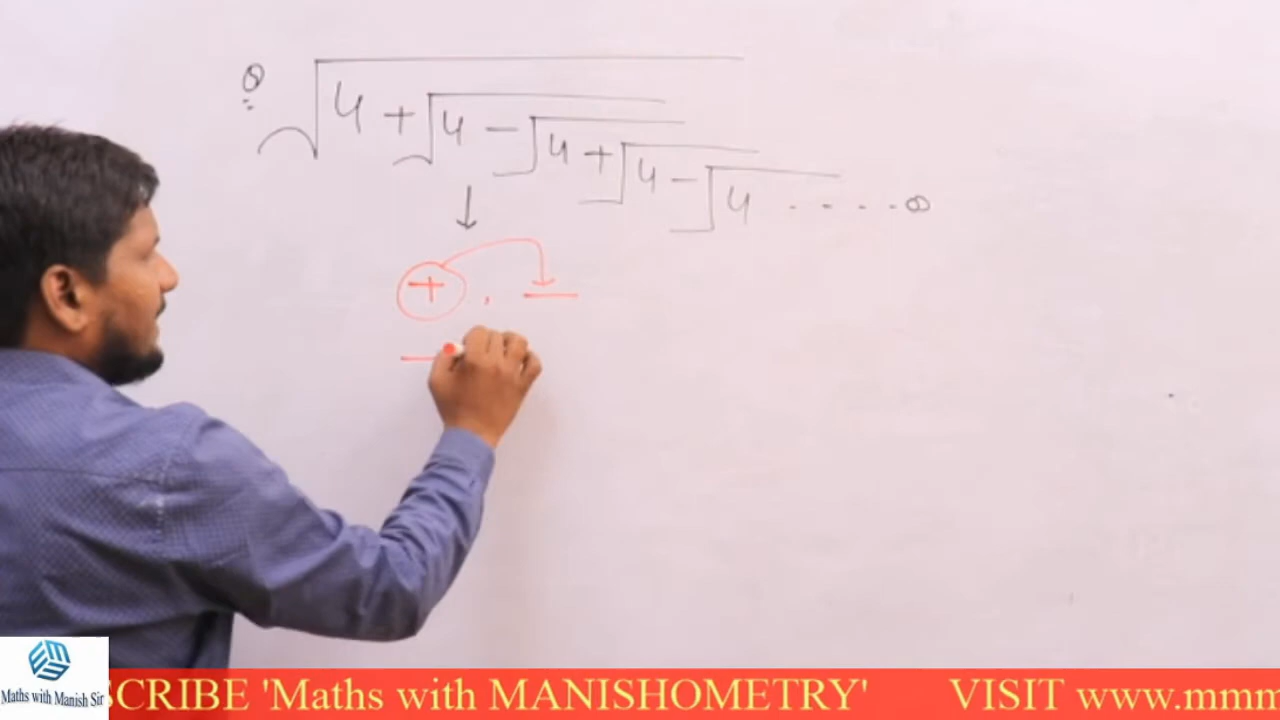 Q √4 + √4 - √4 + √4 - √4 . . . . ∞
↓
+ , -
-
Maths with Manish Sir
SCRIBE 'Maths with MANISHOMETRY' VISIT www.mmm